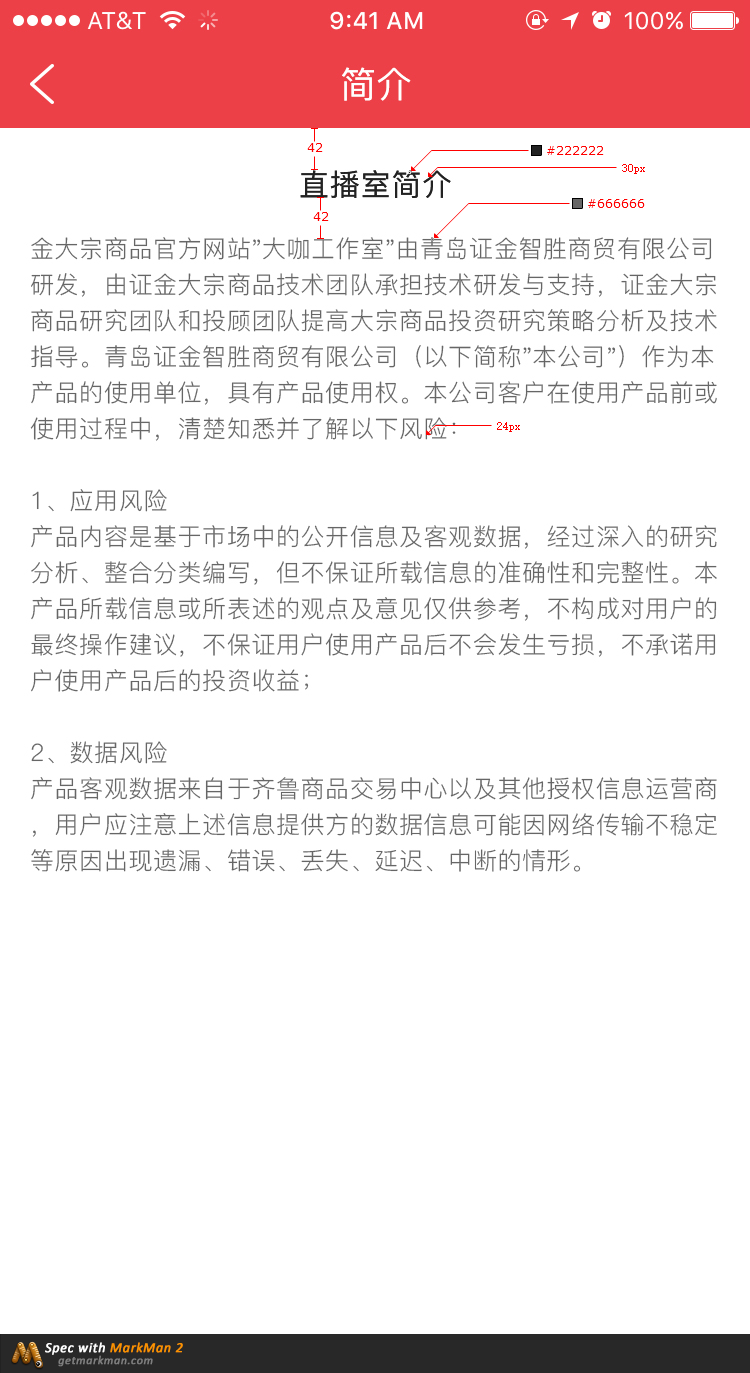 AT&T 9:41 AM 100%
简介
42 #222222
30px
直播室简介
42 #666666
金大宗商品官方网站”大咖工作室”由青岛证金智胜商贸有限公司
研发，由证金大宗商品技术团队承担技术研发与支持，证金大宗
商品研究团队和投顾团队提高大宗商品投资研究策略分析及技术
指导。青岛证金智胜商贸有限公司（以下简称”本公司”）作为本
产品的使用单位，具有产品使用权。本公司客户在使用产品前或
使用过程中，清楚知悉并了解以下风险： 24px
1、应用风险
产品内容是基于市场中的公开信息及客观数据，经过深入的研究
分析、整合分类编写，但不保证所载信息的准确性和完整性。本
产品所载信息或所表述的观点及意见仅供参考，不构成对用户的
最终操作建议，不保证用户使用产品后不会发生亏损，不承诺用
户使用产品后的投资收益；
2、数据风险
产品客观数据来自于齐鲁商品交易中心以及其他授权信息运营商
，用户应注意上述信息提供方的数据信息可能因网络传输不稳定
等原因出现遗漏、错误、丢失、延迟、中断的情形。
Spec with MarkMan 2
getmarkman.com